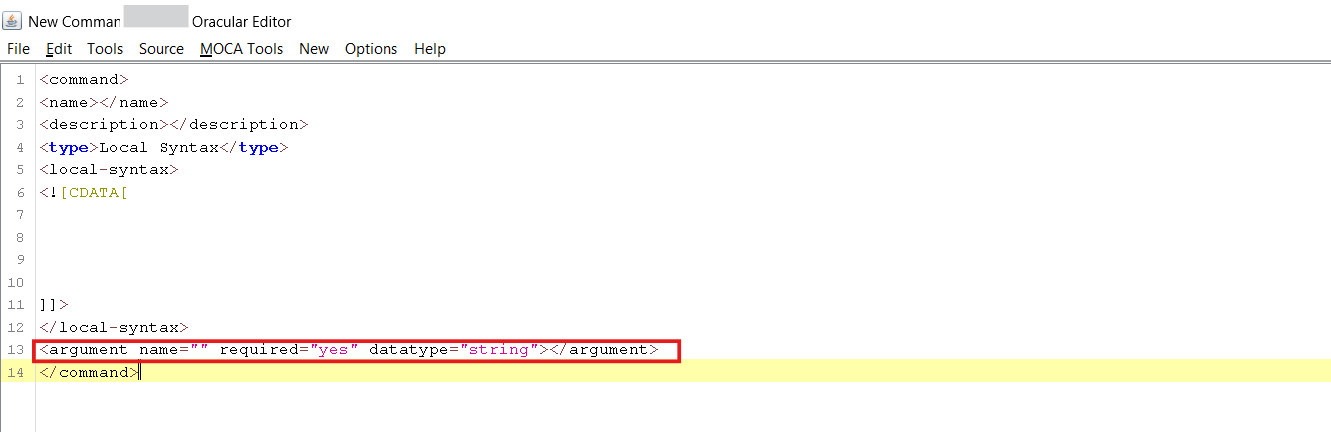 New Comman Oracular Editor
File Edit Tools Source MOCA Tools New Options Help
1 <command>
2 <name></name>
3 <description></description>
4 <type>Local Syntax</type>
5 <local-syntax>
6 <![CDATA[
7
8
9
10
11 ]]>
12 </local-syntax>
13 <argument name="" required="yes" datatype="string"></argument>
14 </command>